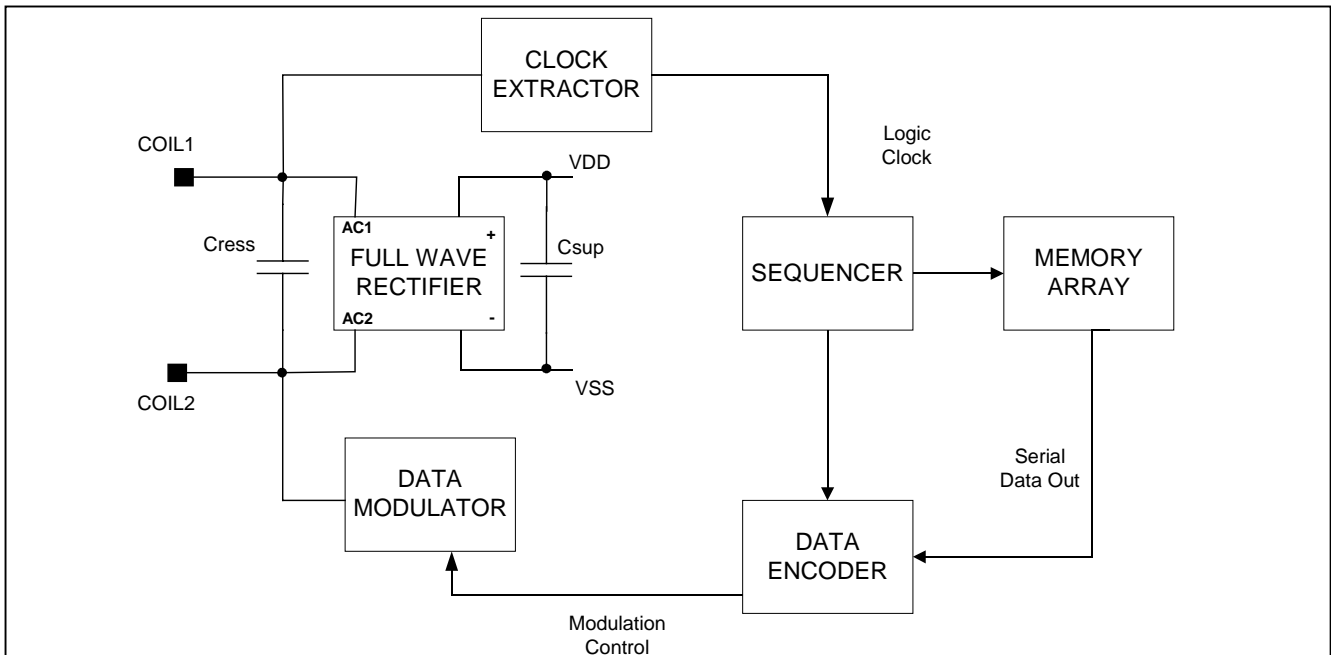 CLOCK
EXTRACTOR
Logic
Clock
COIL1
VDD
AC1
+
Cress
FULL WAVE
RECTIFIER
Csup
AC2
-
SEQUENCER
MEMORY
ARRAY
COIL2
VSS
DATA
MODULATOR
Serial
Data Out
DATA
ENCODER
Modulation
Control